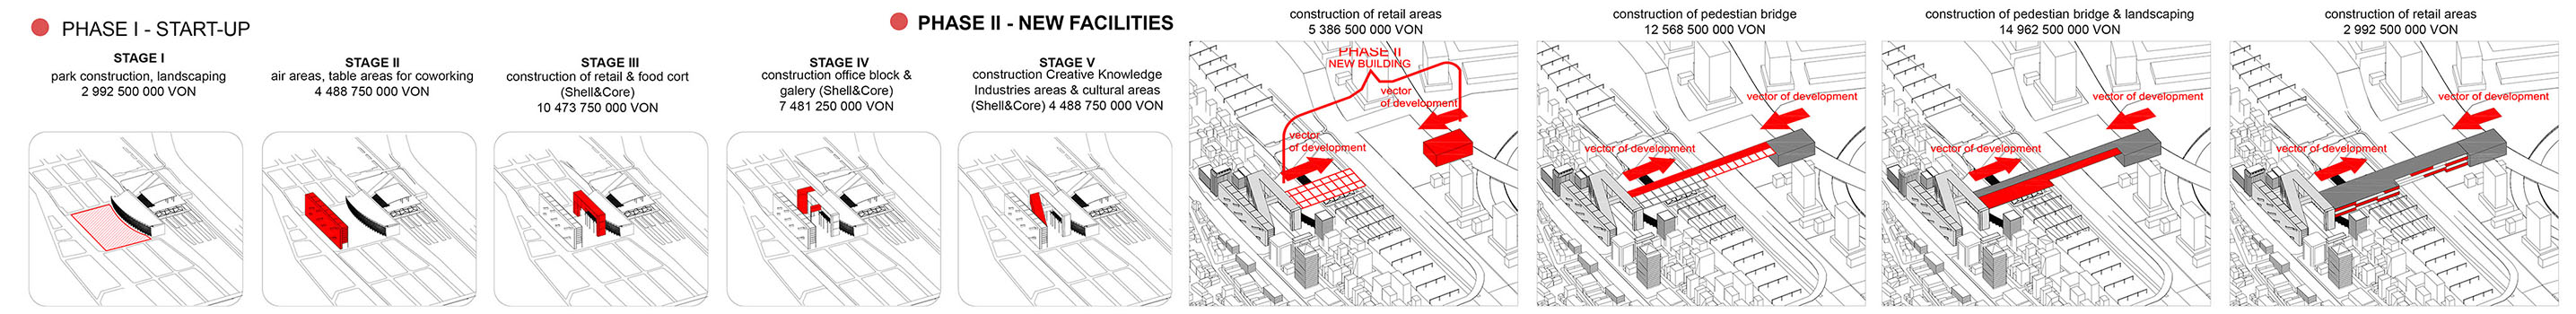 PHASE I - START-UP
STAGE I
park construction, landscaping
2 992 500 000 VON
STAGE II
air areas, table areas for coworking
4 488 750 000 VON
STAGE III
construction of retail & food cort
(Shell&Core)
10 473 750 000 VON
PHASE II - NEW FACILITIES
STAGE IV
construction office block &
galery (Shell&Core)
7 481 250 000 VON
STAGE V
construction Creative Knowledge
Industries areas & cultural areas
(Shell&Core) 4 488 750 000 VON
construction of retail areas
5 386 500 000 VON
PHASE II
NEW BUILDING
vector
of development
vector
of development
construction of pedestian bridge
12 568 500 000 VON
vector of development
vector of development
construction of pedestian bridge & landscaping
14 962 500 000 VON
vector of development
vector of development
construction of retail areas
2 992 500 000 VON
vector of development
vector of development